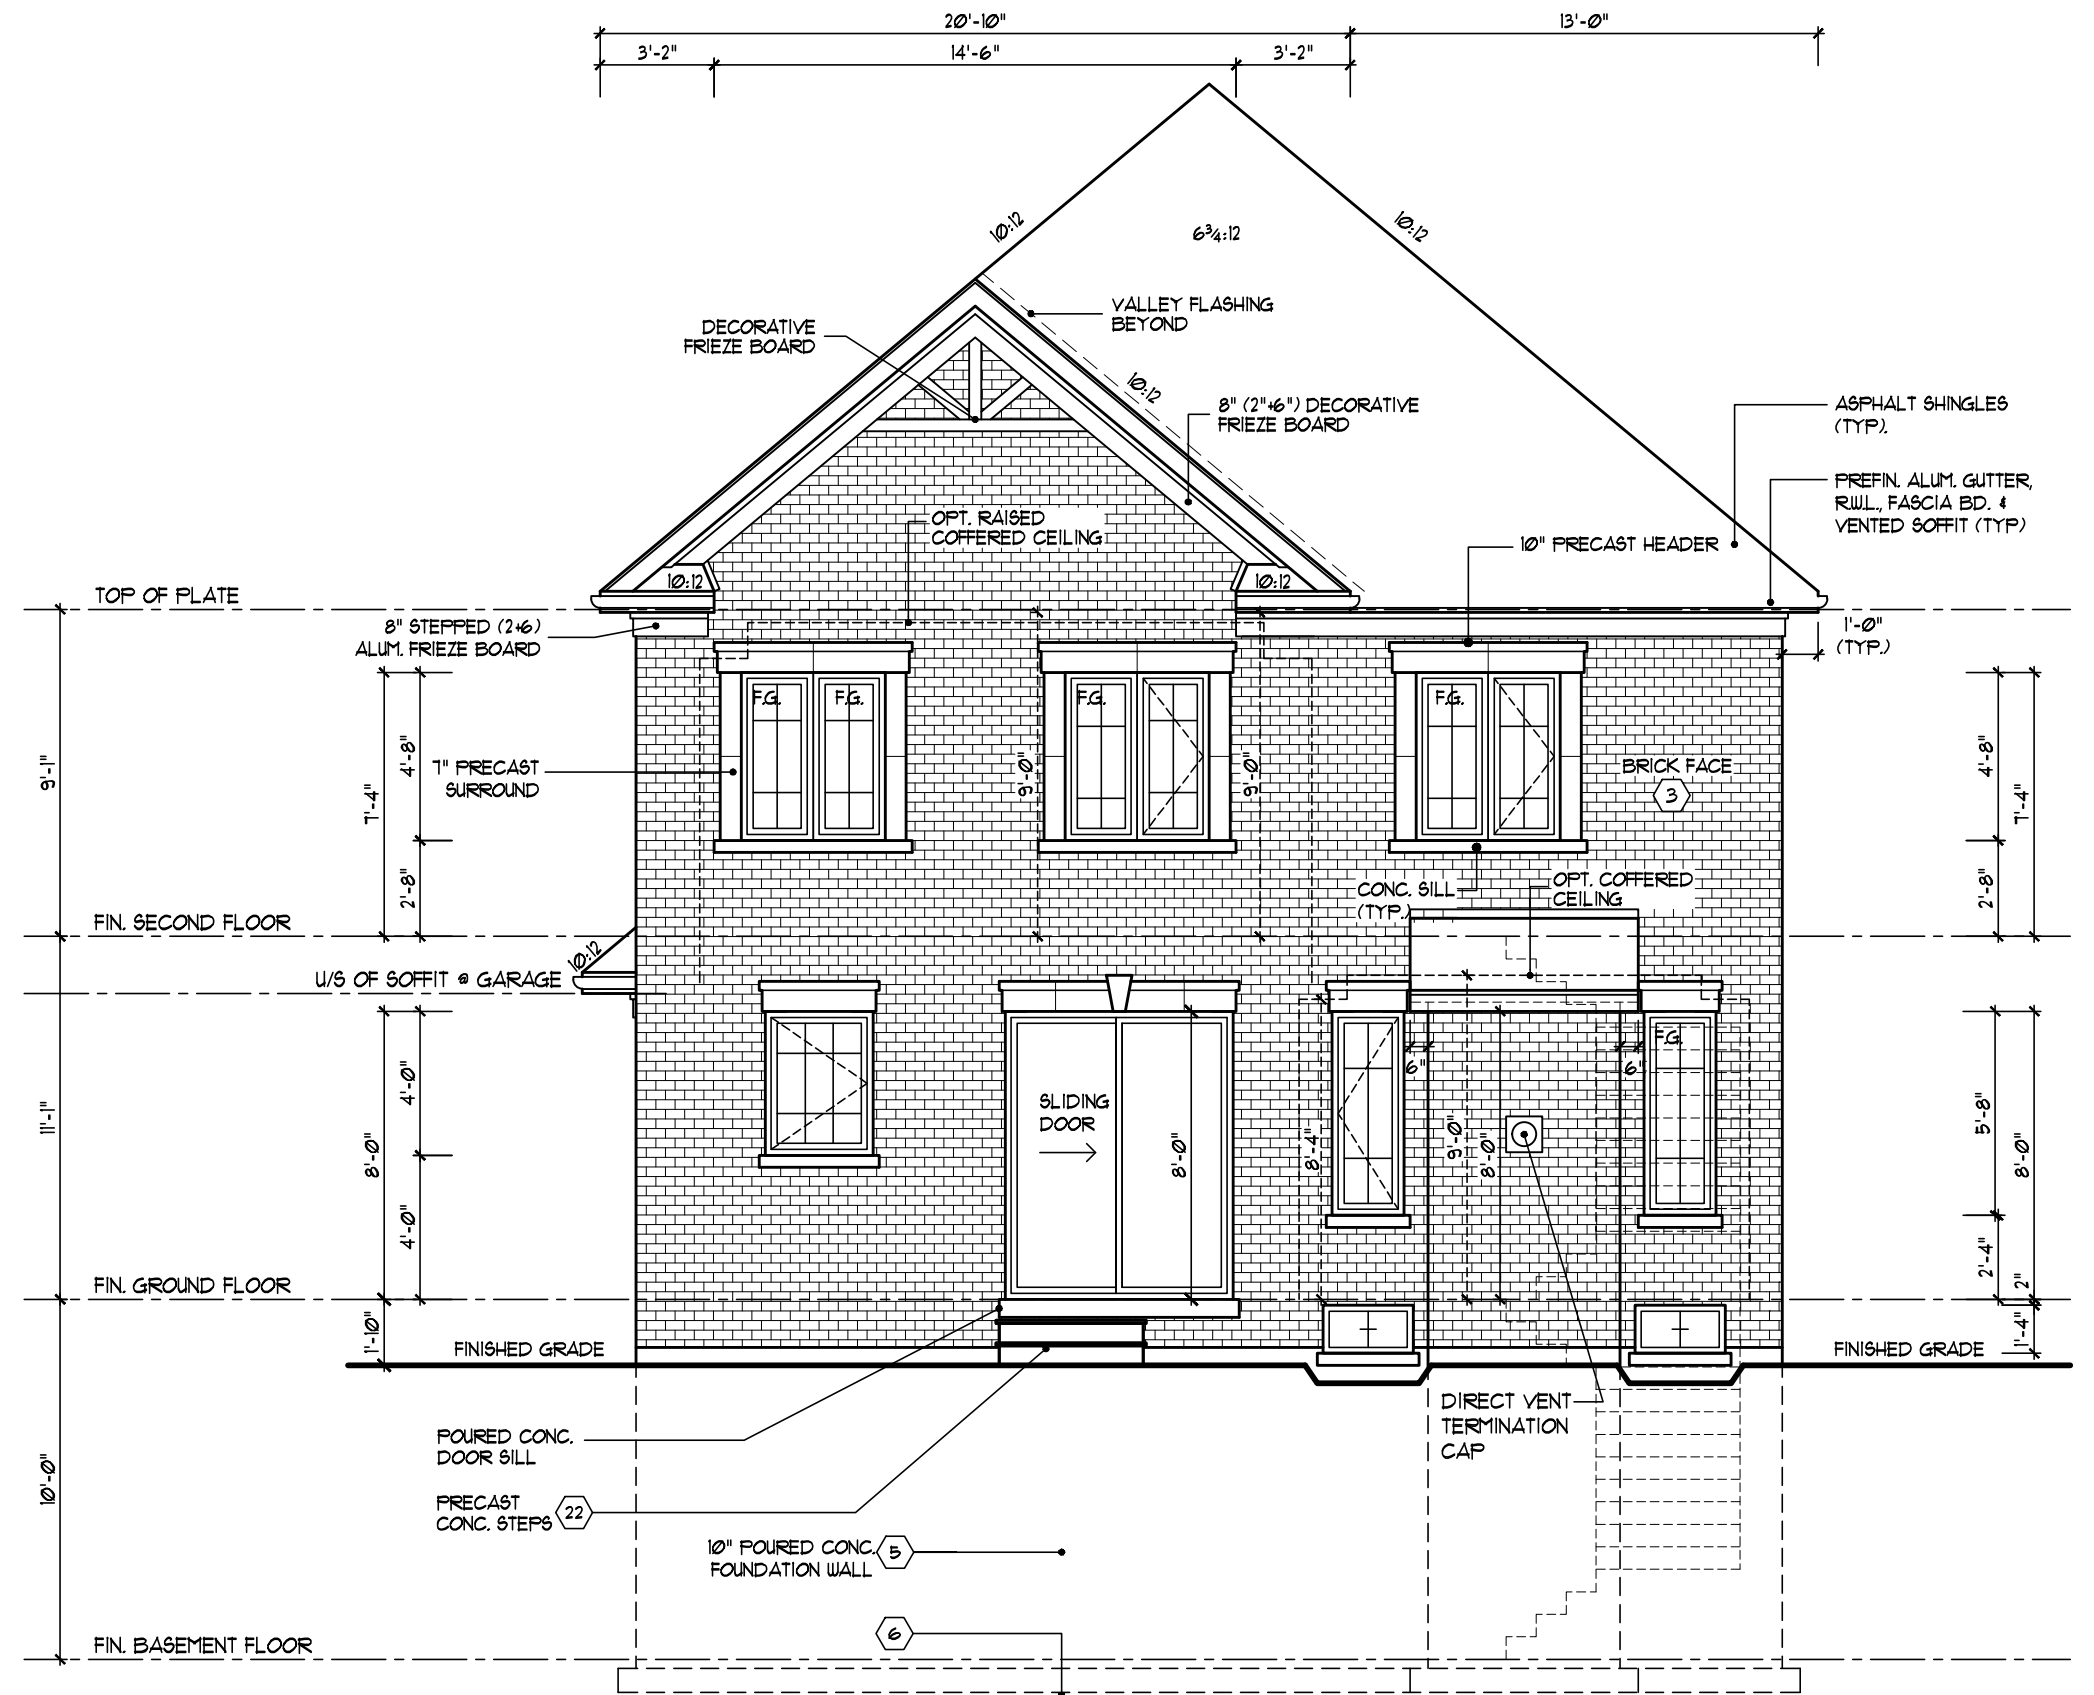 20'-10"
13'-0"
3'-2"
14'-6"
3'-2"
10:12
6¾:12
10:12
VALLEY FLASHING
BEYOND
DECORATIVE
FRIEZE BOARD
10:12
8" (2"+6") DECORATIVE
FRIEZE BOARD
ASPHALT SHINGLES
(TYP).
PREFIN. ALUM. GUTTER,
R.W.L., FASCIA BD. &
VENTED SOFFIT (TYP)
OPT. RAISED
COFFERED CEILING
10" PRECAST HEADER
10:12
10:12
TOP OF PLATE
8" STEPPED (2+6)
ALUM. FRIEZE BOARD
1'-0"
(TYP.)
F.G.
F.G.
F.G.
F.G.
9'-1"
7'-4"
4'-8"
7" PRECAST
SURROUND
9'-0"
9'-0"
BRICK FACE
3
4'-8"
7'-4"
2'-8"
CONC. SILL
(TYP.)
OPT. COFFERED
CEILING
2'-8"
FIN. SECOND FLOOR
10:12
U/S OF SOFFIT @ GARAGE
F.G.
6"
6"
11'-1"
8'-0"
4'-0"
SLIDING
DOOR
8'-0"
8'-4"
9'-0"
8'-0"
5'-8"
8'-0"
4'-0"
2'-4"
2"
FIN. GROUND FLOOR
1'-10"
FINISHED GRADE
1'-4"
FINISHED GRADE
DIRECT VENT
TERMINATION
CAP
POURED CONC.
DOOR SILL
10'-0"
PRECAST
CONC. STEPS
22
10" POURED CONC.
FOUNDATION WALL
5
6
FIN. BASEMENT FLOOR